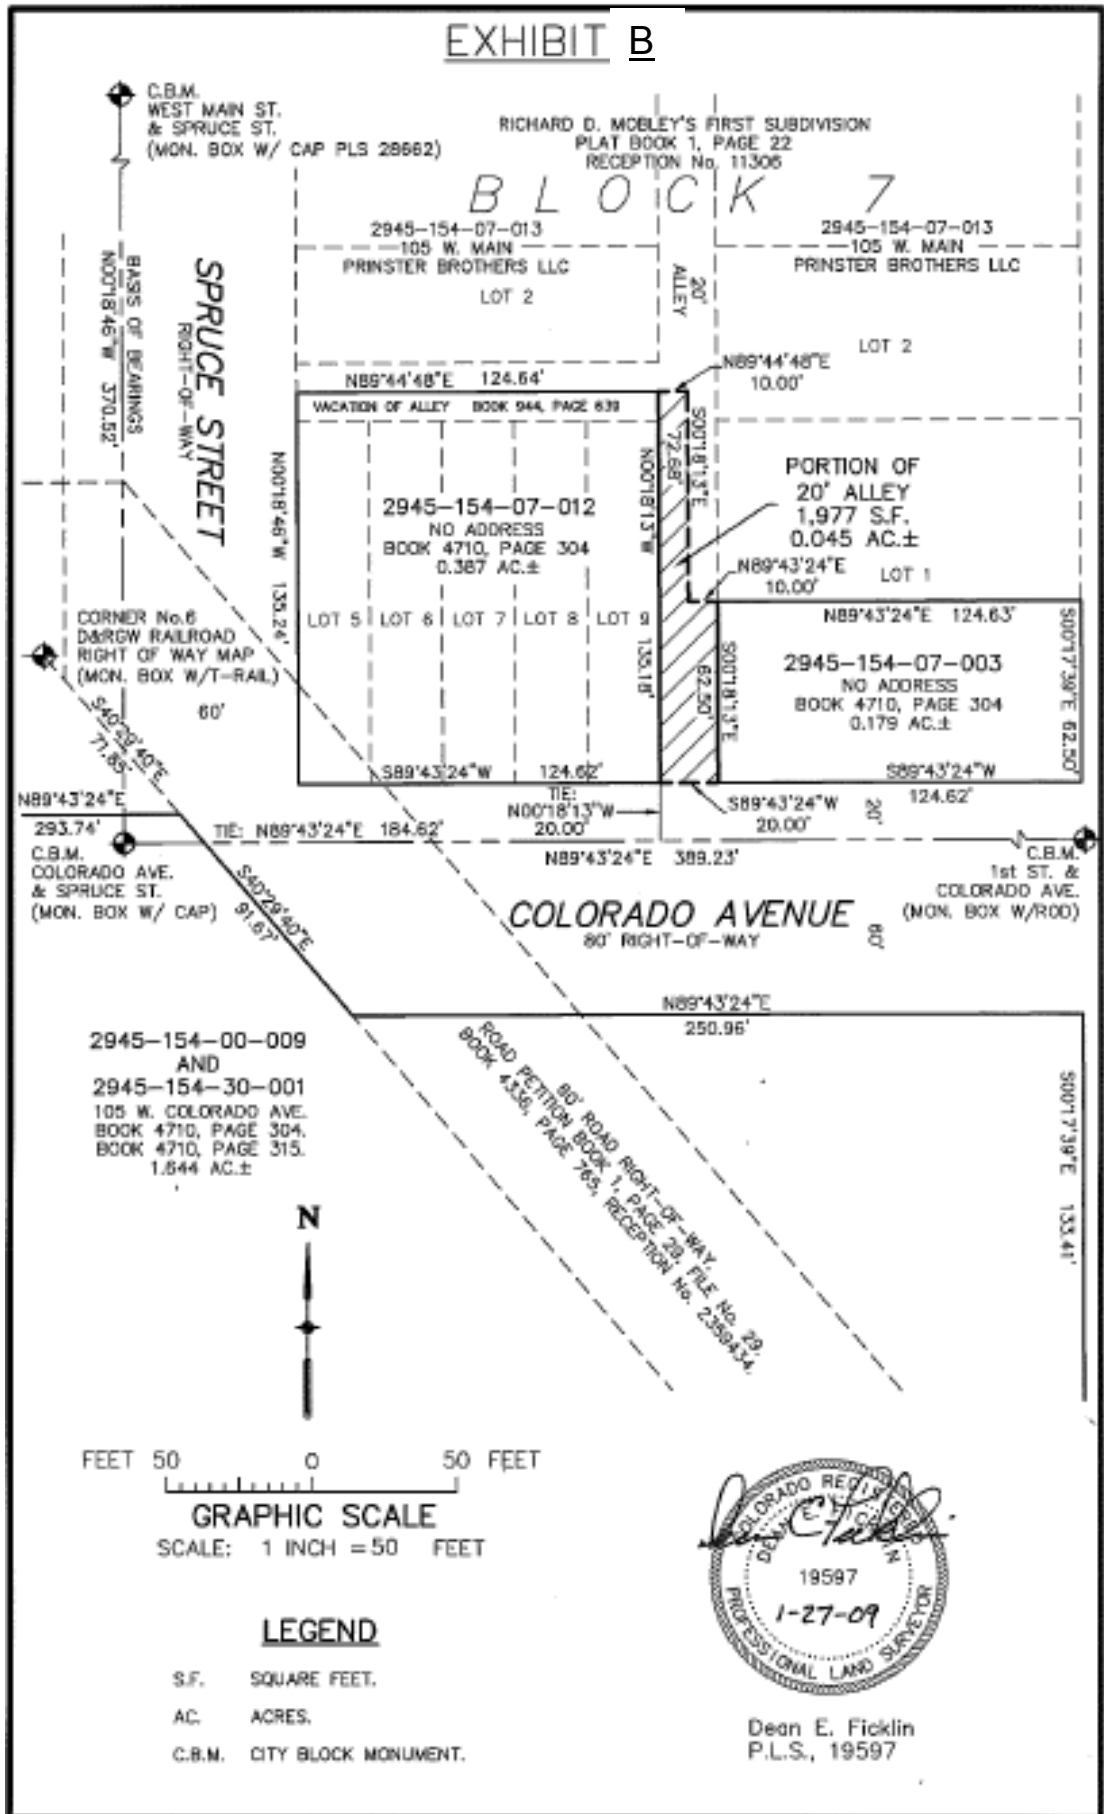 EXHIBIT B
C.B.M.
WEST MAIN ST.
& SPRUCE ST.
(MON. BOX W/ CAP PLS 28662)
RICHARD D. MOBLEY'S FIRST SUBDIVISION
PLAT BOOK 1, PAGE 22
RECEPTION No. 11306
BLOCK 7
2945-154-07-013
105 W. MAIN
PRINSTER BROTHERS LLC
LOT 2
20'
ALLEY
2945-154-07-013
105 W. MAIN
PRINSTER BROTHERS LLC
LOT 2
BASIS OF BEARINGS
N00°18'46"W 370.52'
SPRUCE STREET
RIGHT-OF-WAY
N89°44'48"E 124.64'
N89°44'48"E
10.00'
VACATION OF ALLEY BOOK 944, PAGE 639
N00°18'46"W 135.24'
2945-154-07-012
NO ADDRESS
BOOK 4710, PAGE 304
0.387 AC.±
LOT 5
LOT 6
LOT 7
LOT 8
LOT 9
N00°18'13"W 135.18'
S00°18'13"E
72.68'
PORTION OF
20' ALLEY
1,977 S.F.
0.045 AC.±
N89°43'24"E
10.00'
LOT 1
N89°43'24"E 124.63'
S00°18'13"E
62.50'
2945-154-07-003
NO ADDRESS
BOOK 4710, PAGE 304
0.179 AC.±
S00°17'39"E 62.50'
S89°43'24"W
124.62'
CORNER No.6
D&RGW RAILROAD
RIGHT OF WAY MAP
(MON. BOX W/T-RAIL)
60'
S40°29'40"E
71.85'
S89°43'24"W 124.62'
TIE:
N00°18'13"W
20.00'
S89°43'24"W
20.00'
20'
N89°43'24"E
293.74'
TIE: N89°43'24"E 184.62'
N89°43'24"E 389.23'
C.B.M.
COLORADO AVE.
& SPRUCE ST.
(MON. BOX W/ CAP)
S40°29'40"E
91.67'
C.B.M.
1st ST. &
COLORADO AVE.
(MON. BOX W/ROD)
COLORADO AVENUE
80' RIGHT-OF-WAY
60'
N89°43'24"E
250.96'
2945-154-00-009
AND
2945-154-30-001
105 W. COLORADO AVE.
BOOK 4710, PAGE 304.
BOOK 4710, PAGE 315.
1.644 AC.±
80' ROAD RIGHT-OF-WAY,
ROAD PETITION BOOK 1, PAGE 29, FILE No. 29,
BOOK 4336, PAGE 765, RECEPTION No. 2359434.
S00°17'39"E 133.41'
N
FEET 50 0 50 FEET
GRAPHIC SCALE
SCALE: 1 INCH = 50 FEET
LEGEND
S.F. SQUARE FEET.
AC. ACRES.
C.B.M. CITY BLOCK MONUMENT.
COLORADO
19597
1-27-09
PROFESSIONAL LAND SURVEYOR
Dean E. Ficklin
P.L.S., 19597